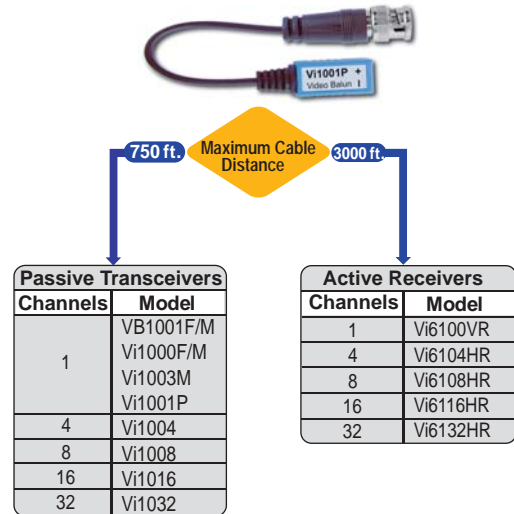 Vi1001P +
Video Balun I
750 ft.
Maximum Cable
Distance
3000 ft.
Passive Transceivers
Channels Model
1
VB1001F/M
Vi1000F/M
Vi1003M
Vi1001P
4 Vi1004
8 Vi1008
16 Vi1016
32 Vi1032
Active Receivers
Channels Model
1 Vi6100VR
4 Vi6104HR
8 Vi6108HR
16 Vi6116HR
32 Vi6132HR